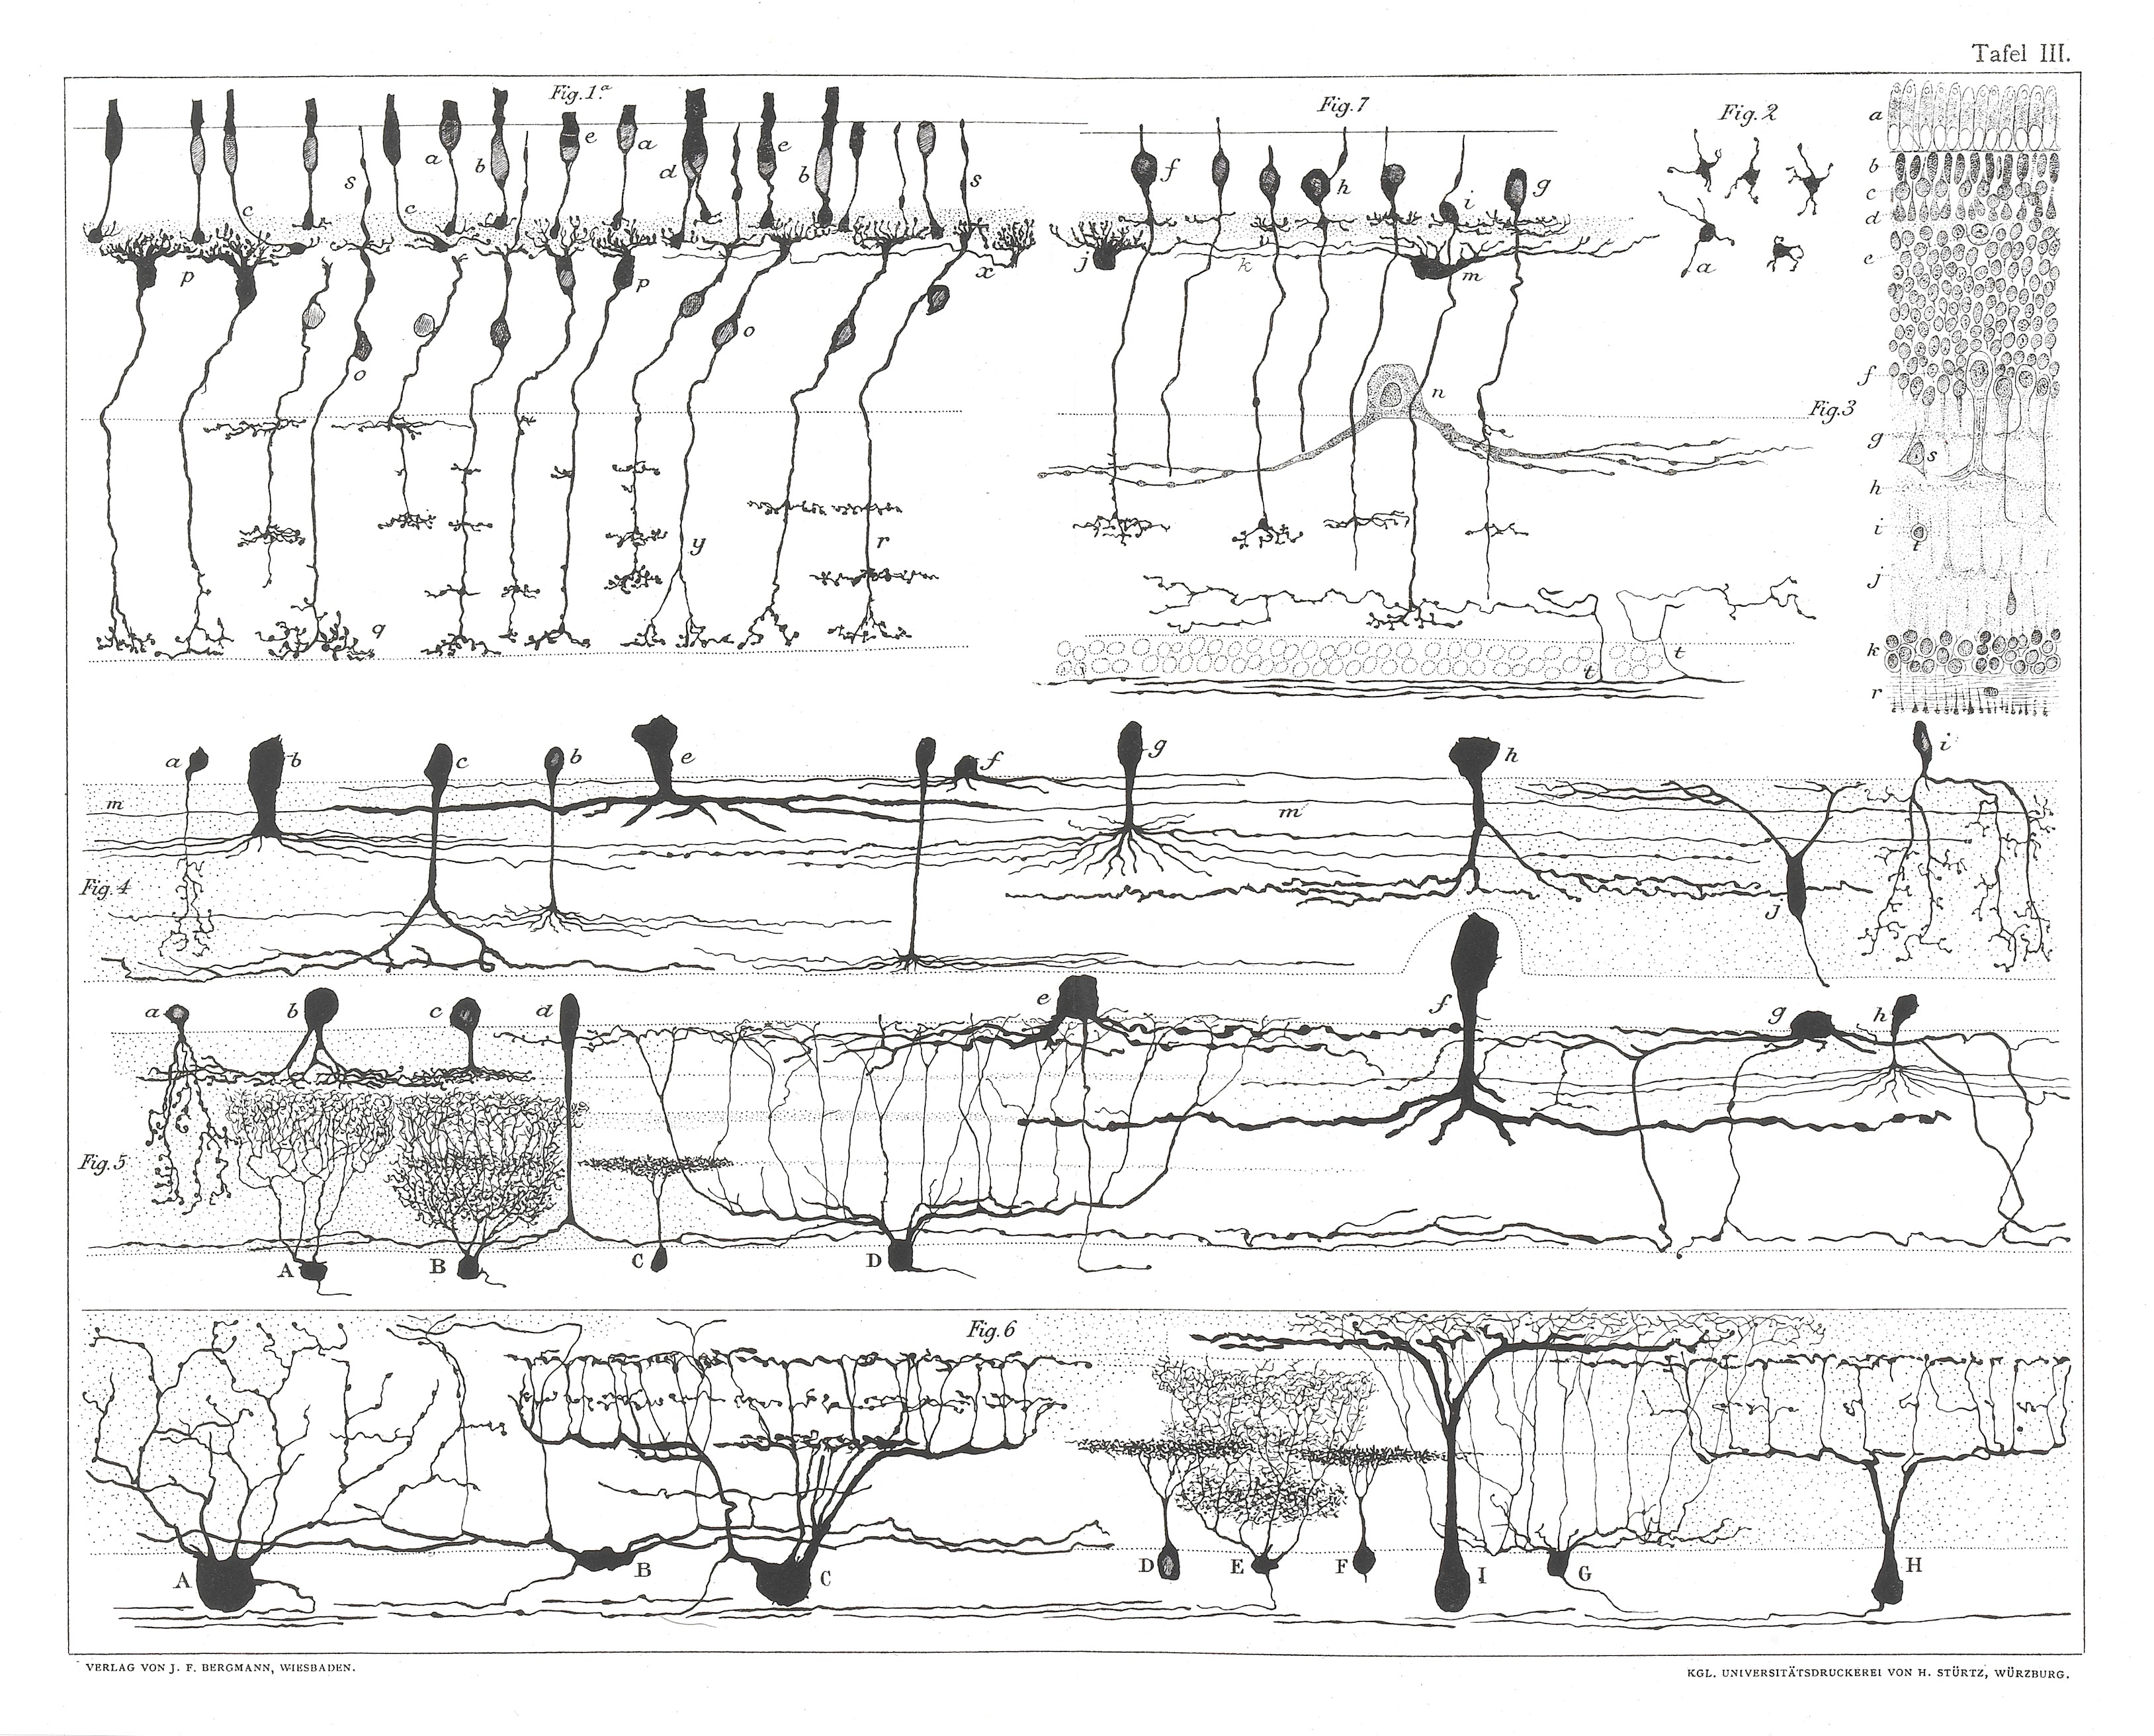 Tafel III.
Fig.1.a
e a a b d e b s s c c p p x o o y r q
Fig.7
f h i g j k m n t t
Fig.2
a
Fig.3
a
b
c
d
e
f
g
s
h
i
t
j
k
r
Fig.4
a b c b e f g h i
m m j
Fig.5
a b c d e f g h
A B C D
Fig.6
A B C D E F I G H
VERLAG VON J. F. BERGMANN, WIESBADEN.
KGL. UNIVERSITÄTSDRUCKEREI VON H. STÜRTZ, WÜRZBURG.